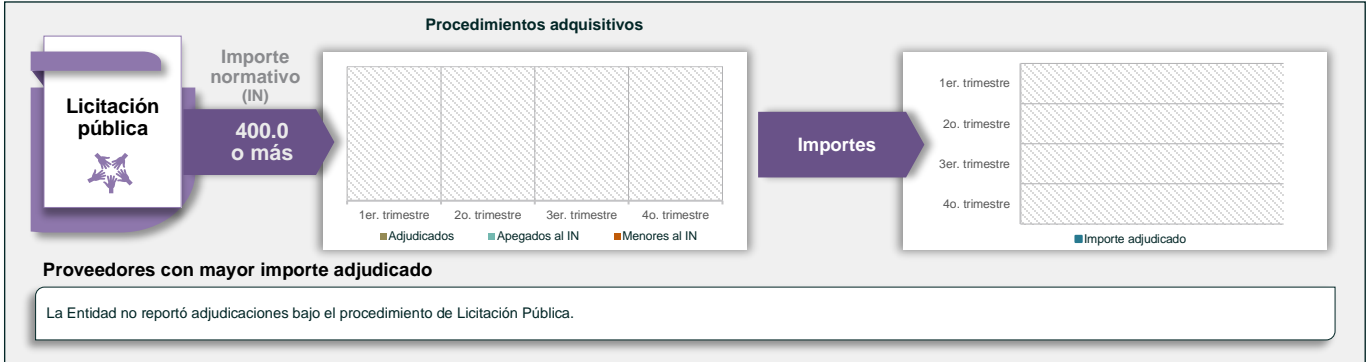 Procedimientos adquisitivos
Licitación
pública
Importe
normativo
(IN)
400.0
o más
1er. trimestre
2o. trimestre
3er. trimestre
4o. trimestre
Adjudicados
Apegados al IN
Menores al IN
Importes
1er. trimestre
2o. trimestre
3er. trimestre
4o. trimestre
Importe adjudicado
Proveedores con mayor importe adjudicado
La Entidad no reportó adjudicaciones bajo el procedimiento de Licitación Pública.